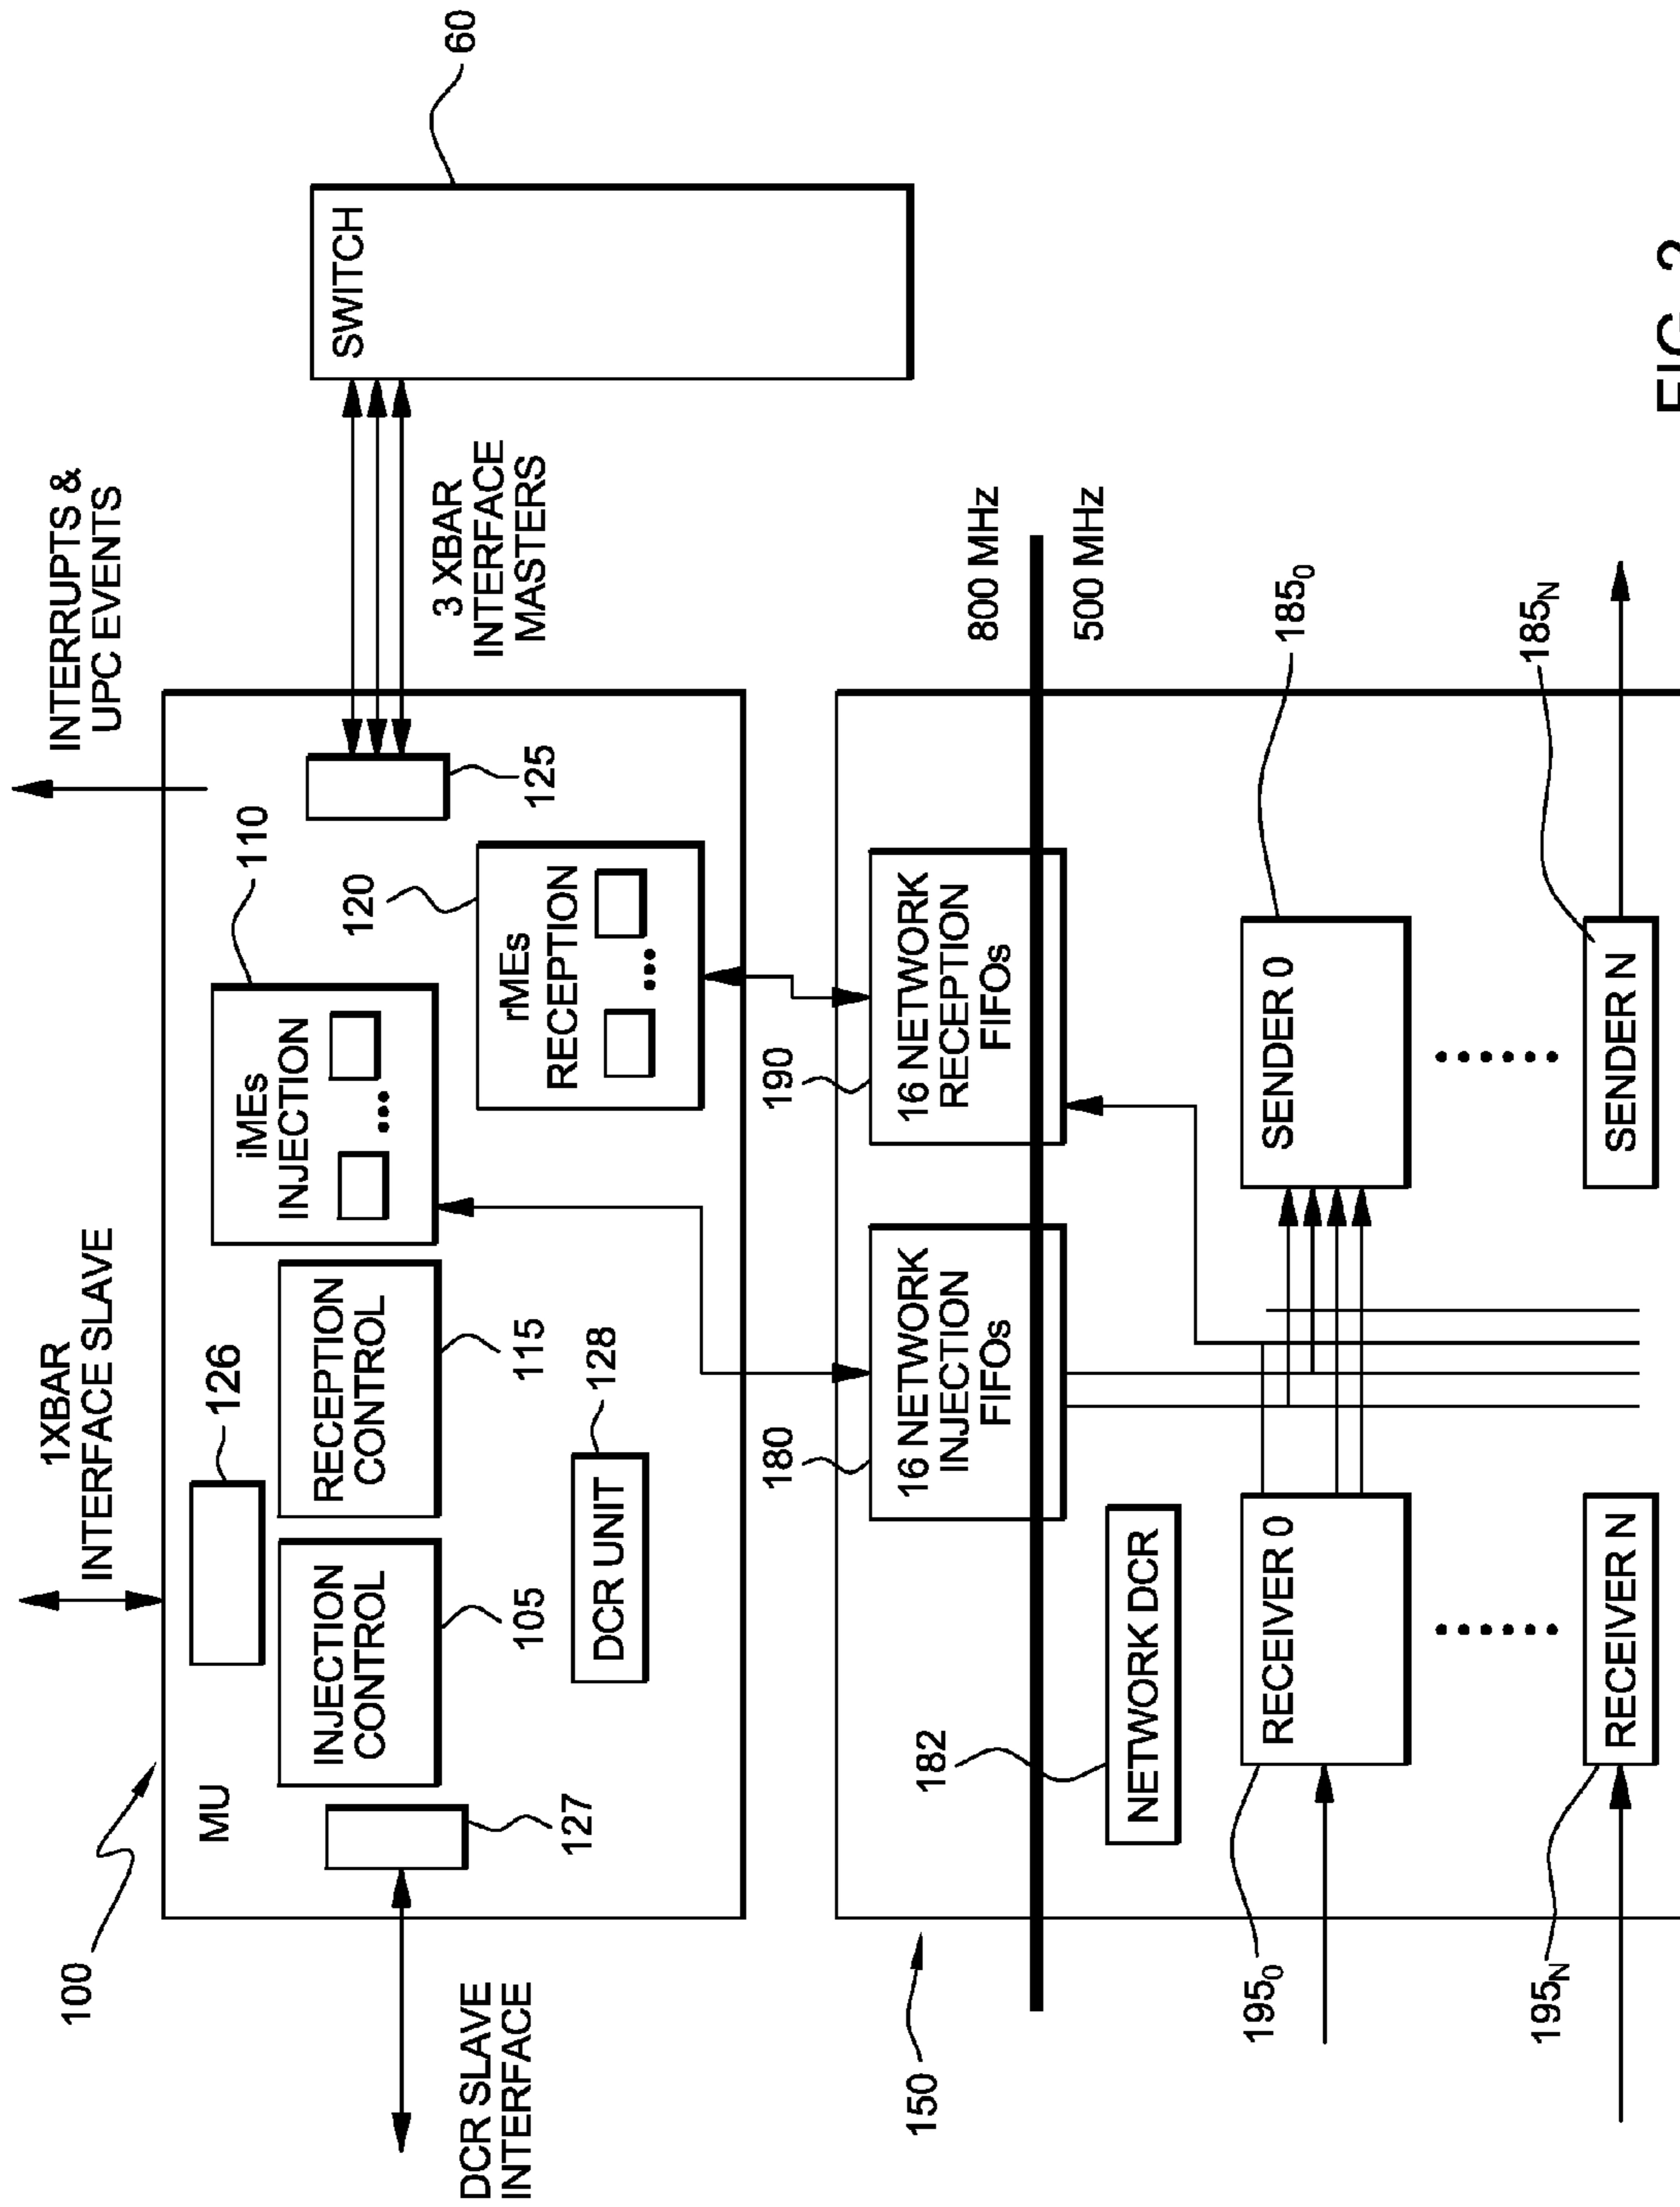 100
1XBAR
INTERFACE SLAVE
INTERRUPTS &
UPC EVENTS
MU
126
110
60
DCR SLAVE
INTERFACE
127
INJECTION
CONTROL
105
RECEPTION
CONTROL
115
iMEs
INJECTION
...
120
rMEs
RECEPTION
...
125
3 XBAR
INTERFACE
MASTERS
SWITCH
DCR UNIT
128
150
180
16 NETWORK
INJECTION
FIFOs
190
16 NETWORK
RECEPTION
FIFOs
800 MHz
500 MHz
182
NETWORK DCR
195₀
RECEIVER 0
SENDER 0
185₀
......
......
195N
RECEIVER N
SENDER N
185N